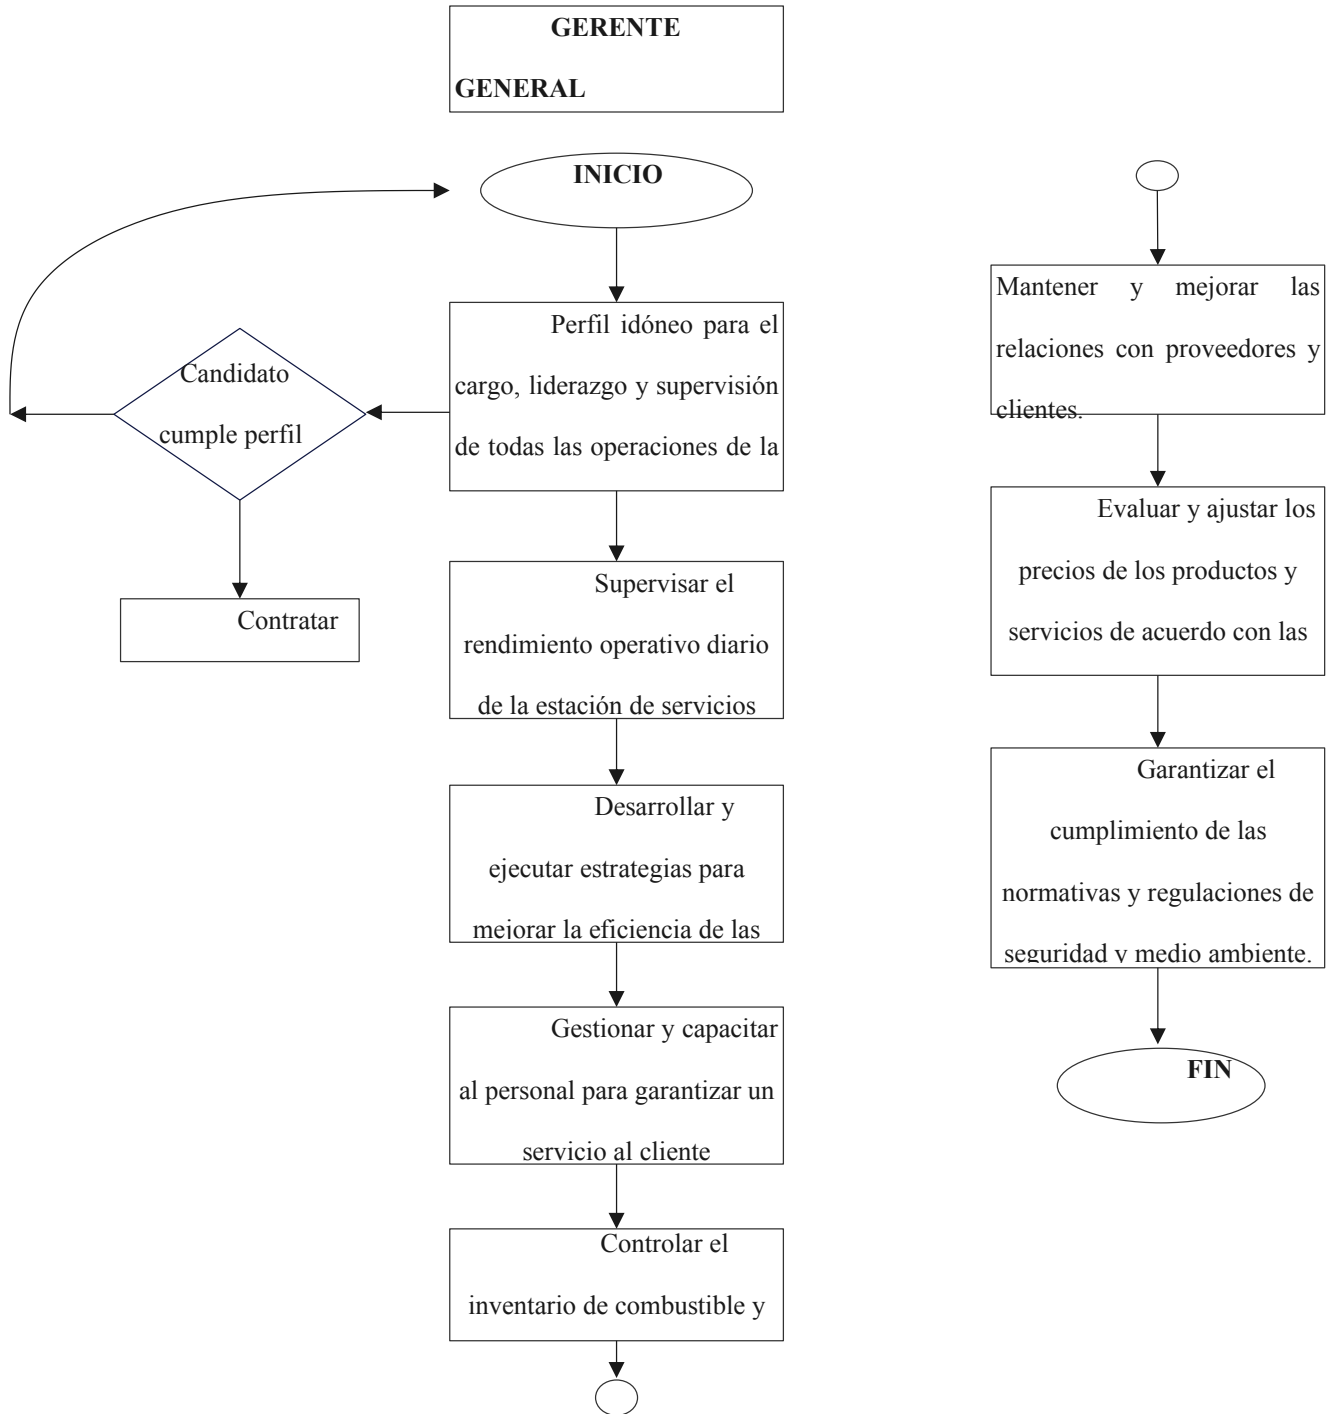 GERENTE
GENERAL
INICIO
Perfil idóneo para el
cargo, liderazgo y supervisión
de todas las operaciones de la
Candidato
cumple perfil
Contratar
Supervisar el
rendimiento operativo diario
de la estación de servicios
Desarrollar y
ejecutar estrategias para
mejorar la eficiencia de las
Gestionar y capacitar
al personal para garantizar un
servicio al cliente
Controlar el
inventario de combustible y
Mantener y mejorar las
relaciones con proveedores y
clientes.
Evaluar y ajustar los
precios de los productos y
servicios de acuerdo con las
Garantizar el
cumplimiento de las
normativas y regulaciones de
seguridad y medio ambiente.
FIN